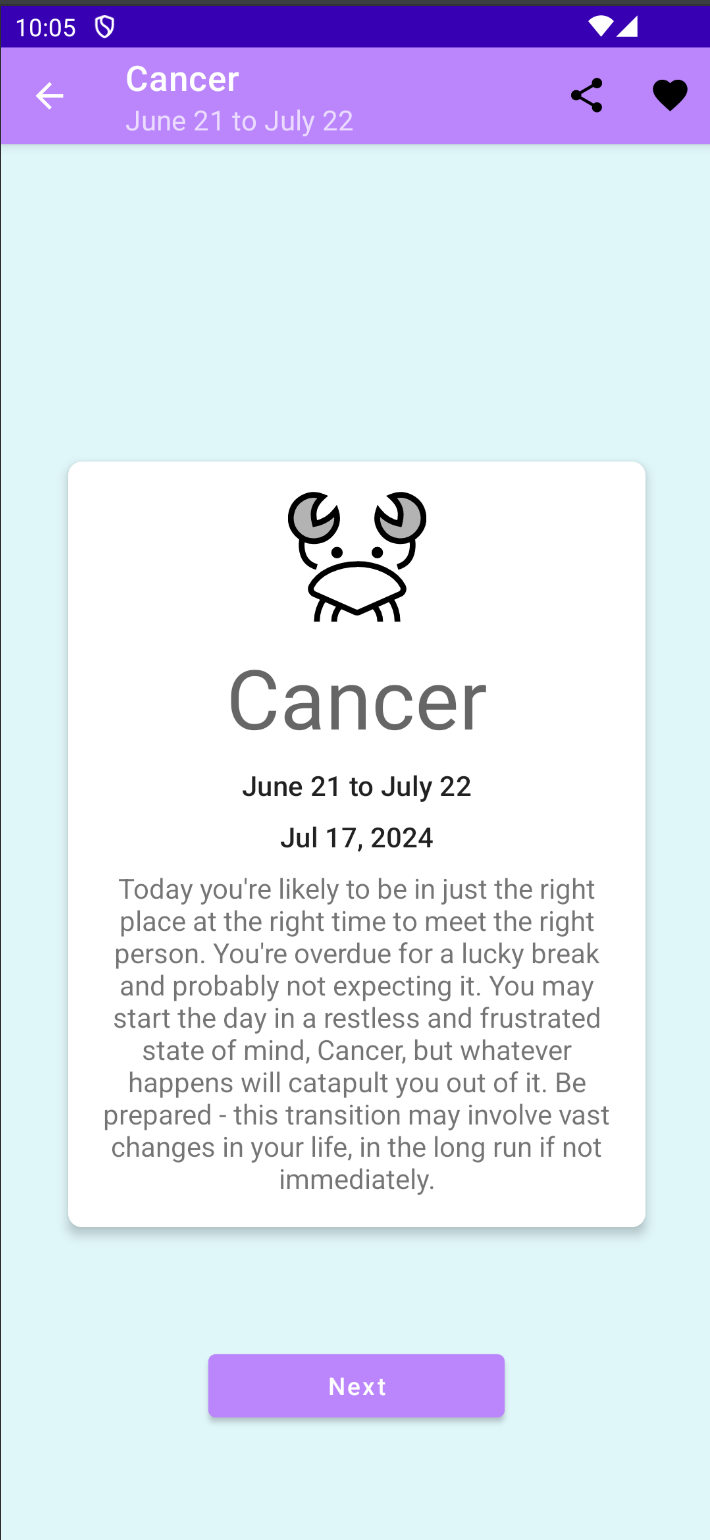 10:05
Cancer
June 21 to July 22
Cancer
June 21 to July 22
Jul 17, 2024
Today you're likely to be in just the right
place at the right time to meet the right
person. You're overdue for a lucky break
and probably not expecting it. You may
start the day in a restless and frustrated
state of mind, Cancer, but whatever
happens will catapult you out of it. Be
prepared - this transition may involve vast
changes in your life, in the long run if not
immediately.
Next